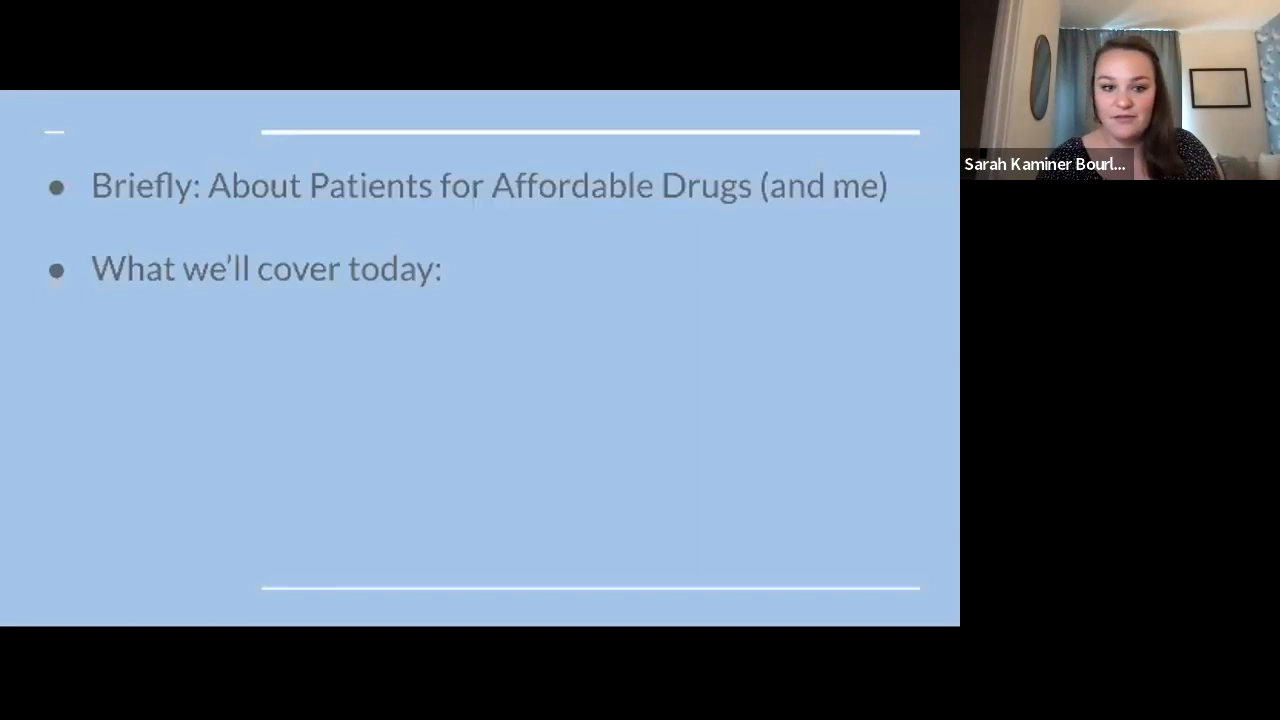 ● Briefly: About Patients for Affordable Drugs (and me)
● What we’ll cover today:
Sarah Kaminer Bourl...